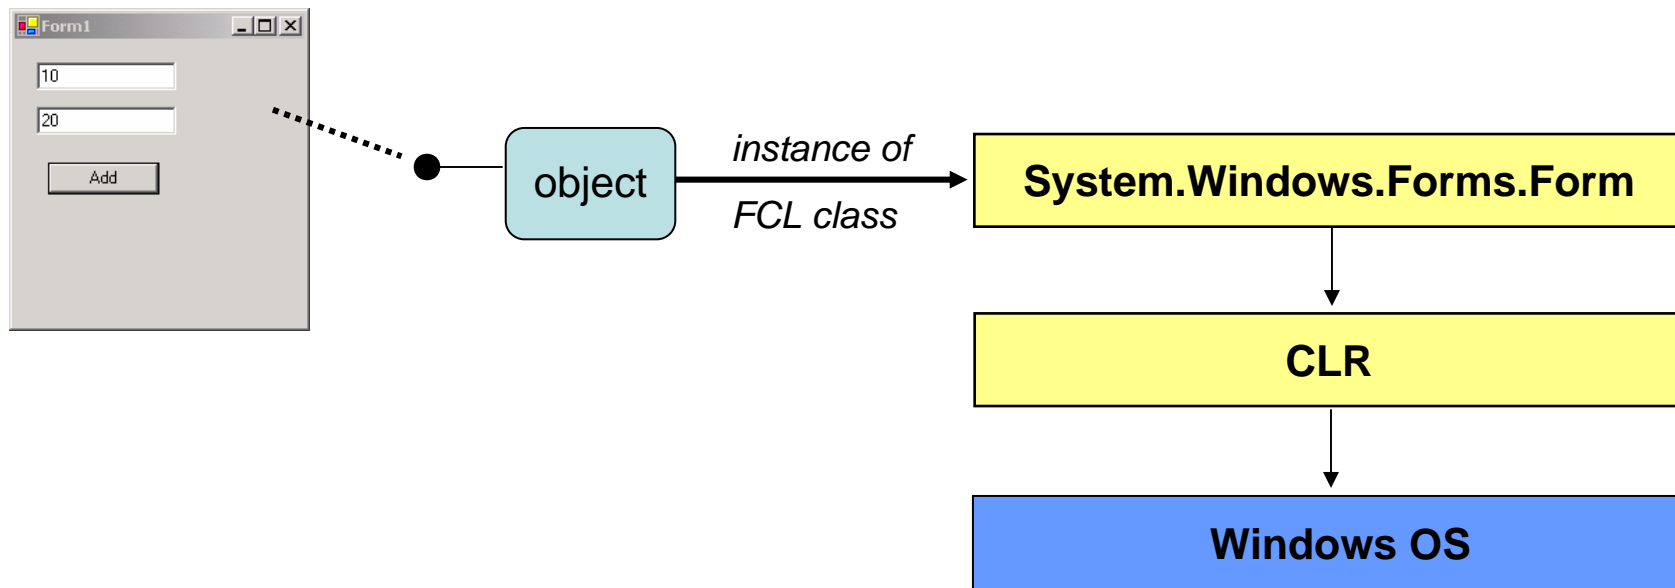 Form1
10
20
Add
object
instance of
FCL class
System.Windows.Forms.Form
CLR
Windows OS